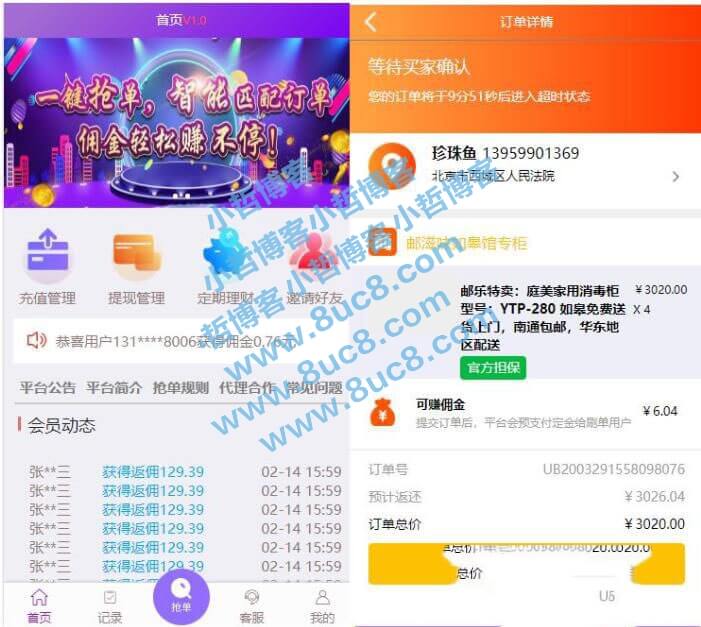 首页V1.0
一键抢单,智能匹配订单
佣金轻松赚不停!
充值管理
提现管理
定期理财
邀请好友
恭喜用户131****8006获得佣金0.76元
平台公告 平台简介 抢单规则 代理合作 常见问题
会员动态
张**三 获得返佣129.39 02-14 15:59
张**三 获得返佣129.39 02-14 15:59
张**三 获得返佣129.39 02-14 15:59
张**三 获得返佣129.39 02-14 15:59
张**三 获得返佣129.39 02-14 15:59
张**三 获得返佣129.39 02-14 15:59
首页
记录
抢单
客服
我的
订单详情
等待买家确认
您的订单将于9分51秒后进入超时状态
珍珠鱼 13959901369
北京市西城区人民法院
邮滋味如皋馆专柜
邮乐特卖:庭美家用消毒柜 ¥3020.00
型号:YTP-280 如皋免费送 X 4
货上门,南通包邮,华东地
区配送
官方担保
可赚佣金
¥6.04
提交订单后,平台会预支付定金给刷单用户
订单号 UB2003291558098076
预计返还 ¥3026.04
订单总价 ¥3020.00
总价
U5
小哲博客小哲博客
哲博客小哲博客小哲博客
www.8uc8.com
www.8uc8.com
www.8uc8.com